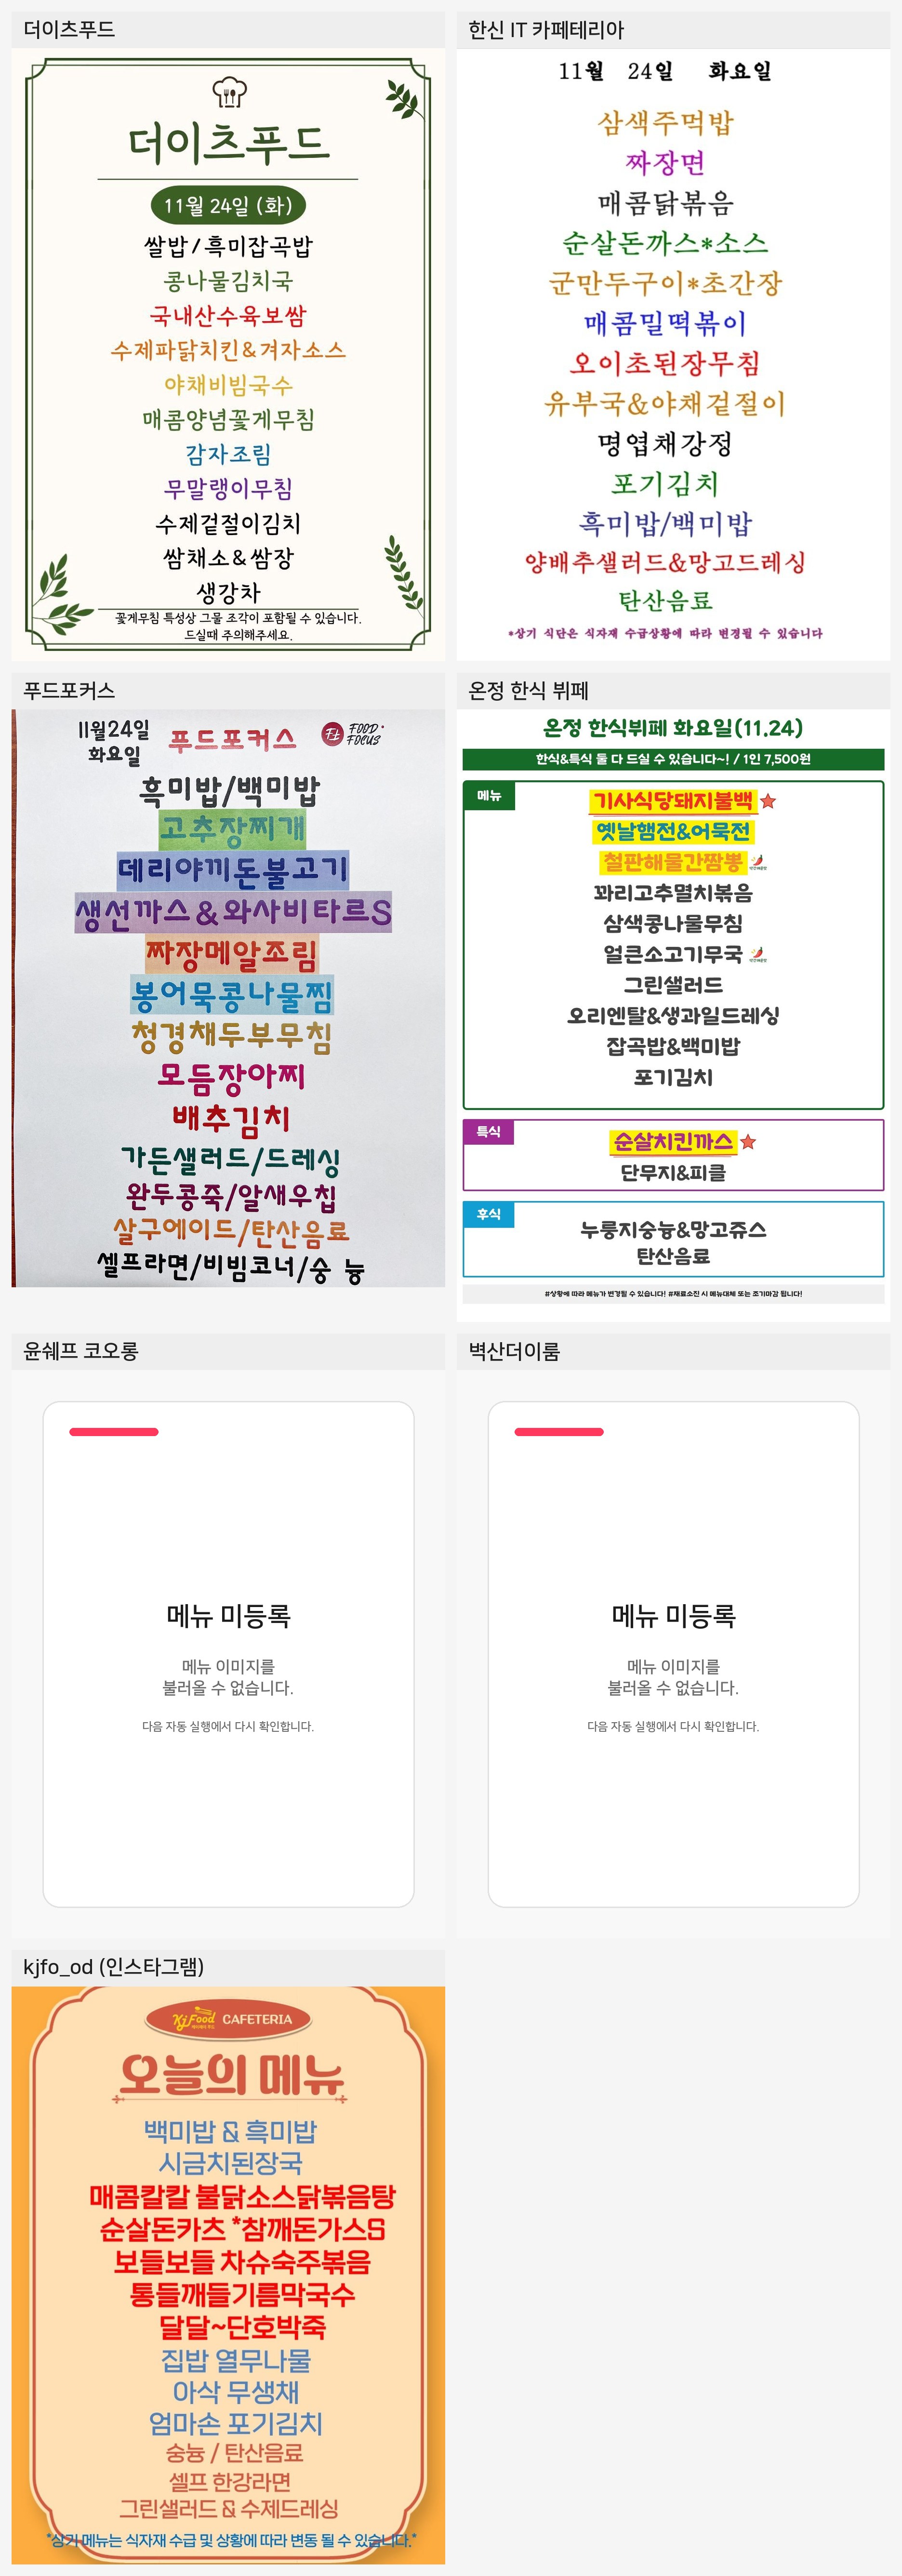 더이츠푸드
더이츠푸드
11월 24일 (화)
쌀밥/흑미잡곡밥
콩나물김치국
국내산수육보쌈
수제파닭치킨&겨자소스
야채비빔국수
매콤양념꽃게무침
감자조림
무말랭이무침
수제겉절이김치
쌈채소&쌈장
생강차
꽃게무침 특성상 그물 조각이 포함될 수 있습니다.
드실때 주의해주세요.
한신 IT 카페테리아
11월 24일 화요일
삼색주먹밥
짜장면
매콤닭볶음
순살돈까스*소스
군만두구이*초간장
매콤밀떡볶이
오이초된장무침
유부국&야채겉절이
명엽채강정
포기김치
흑미밥/백미밥
양배추샐러드&망고드레싱
탄산음료
*상기 식단은 식자재 수급상황에 따라 변경될 수 있습니다
푸드포커스
11월24일
화요일
푸드포커스
FOOD FOCUS
흑미밥/백미밥
고추장찌개
데리야끼돈불고기
생선까스&와사비타르S
짜장메알조림
봉어묵콩나물찜
청경채두부무침
모듬장아찌
배추김치
가든샐러드/드레싱
완두콩죽/알새우칩
살구에이드/탄산음료
셀프라면/비빔코너/숭늉
온정 한식 뷔페
온정 한식뷔페 화요일(11.24)
한식&특식 둘 다 드실 수 있습니다~! / 1인 7,500원
메뉴
기사식당돼지불백
옛날햄전&어묵전
철판해물간짬뽕
꽈리고추멸치볶음
삼색콩나물무침
얼큰소고기무국
그린샐러드
오리엔탈&생과일드레싱
잡곡밥&백미밥
포기김치
특식
순살치킨까스
단무지&피클
후식
누룽지숭늉&망고쥬스
탄산음료
#상황에 따라 메뉴가 변경될 수 있습니다! #재료소진 시 메뉴대체 또는 조기마감 됩니다!
윤쉐프 코오롱
메뉴 미등록
메뉴 이미지를
불러올 수 없습니다.
다음 자동 실행에서 다시 확인합니다.
벽산더이룸
메뉴 미등록
메뉴 이미지를
불러올 수 없습니다.
다음 자동 실행에서 다시 확인합니다.
kjfo_od (인스타그램)
KjFood CAFETERIA
오늘의 메뉴
백미밥 & 흑미밥
시금치된장국
매콤칼칼 불닭소스닭볶음탕
순살돈카츠 *참깨돈가스S
보들보들 차슈숙주볶음
통들깨들기름막국수
달달~단호박죽
집밥 열무나물
아삭 무생채
엄마손 포기김치
숭늉 / 탄산음료
셀프 한강라면
그린샐러드 & 수제드레싱
*상기 메뉴는 식자재 수급 및 상황에 따라 변동 될 수 있습니다.*